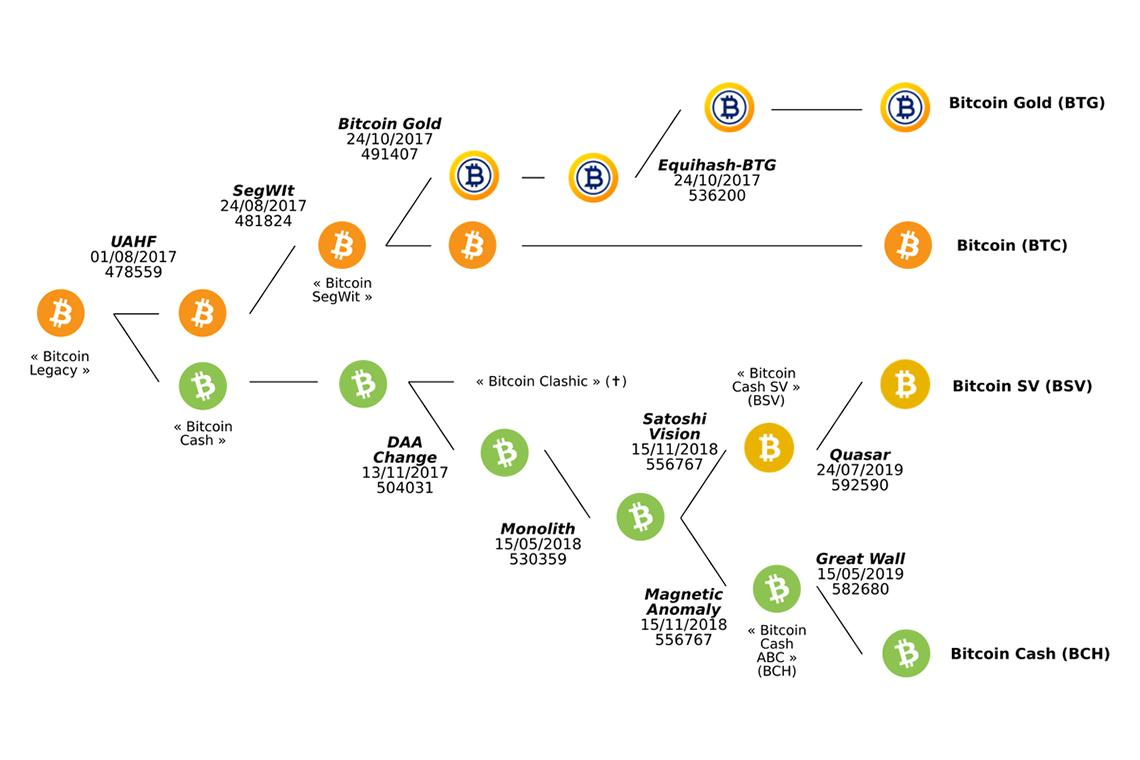 Bitcoin Gold (BTG)
Bitcoin Gold
24/10/2017
491407
Equihash-BTG
24/10/2017
536200
SegWIt
24/08/2017
481824
UAHF
01/08/2017
478559
Bitcoin (BTC)
« Bitcoin
SegWit »
« Bitcoin
Legacy »
« Bitcoin
Cash »
« Bitcoin Clashic » (✝)
« Bitcoin
Cash SV »
(BSV)
Bitcoin SV (BSV)
DAA
Change
13/11/2017
504031
Satoshi
Vision
15/11/2018
556767
Quasar
24/07/2019
592590
Monolith
15/05/2018
530359
Magnetic
Anomaly
15/11/2018
556767
Great Wall
15/05/2019
582680
« Bitcoin
Cash
ABC »
(BCH)
Bitcoin Cash (BCH)